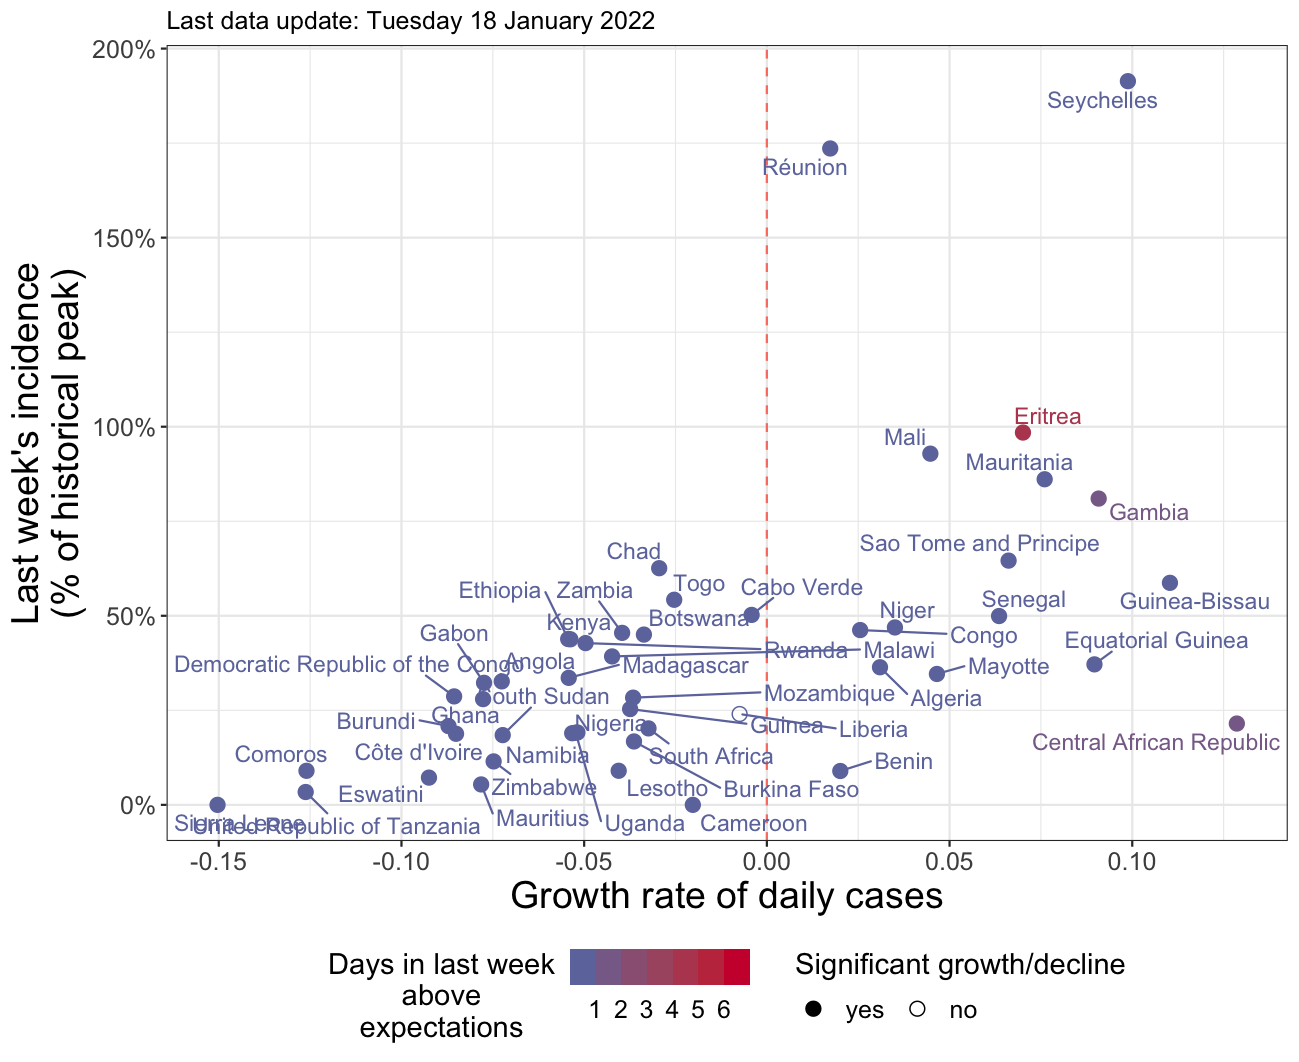 Last data update: Tuesday 18 January 2022
200%
150%
100%
50%
0%
Last week's incidence
(% of historical peak)
Seychelles
Réunion
Eritrea
Mali
Mauritania
Gambia
Sao Tome and Principe
Chad
Togo
Ethiopia
Zambia
Cabo Verde
Guinea-Bissau
Senegal
Niger
Botswana
Kenya
Gabon
Congo
Equatorial Guinea
Rwanda
Malawi
Democratic Republic of the Congo
Angola
Madagascar
Mayotte
South Sudan
Mozambique
Algeria
Ghana
Burundi
Nigeria
Guinea
Liberia
Central African Republic
Comoros
Côte d'Ivoire
Namibia
South Africa
Benin
Eswatini
Zimbabwe
Lesotho
Burkina Faso
Mauritius
Uganda
Cameroon
Sierra Leone
United Republic of Tanzania
-0.15
-0.10
-0.05
0.00
0.05
0.10
Growth rate of daily cases
Days in last week
above
expectations
1 2 3 4 5 6
Significant growth/decline
yes
no